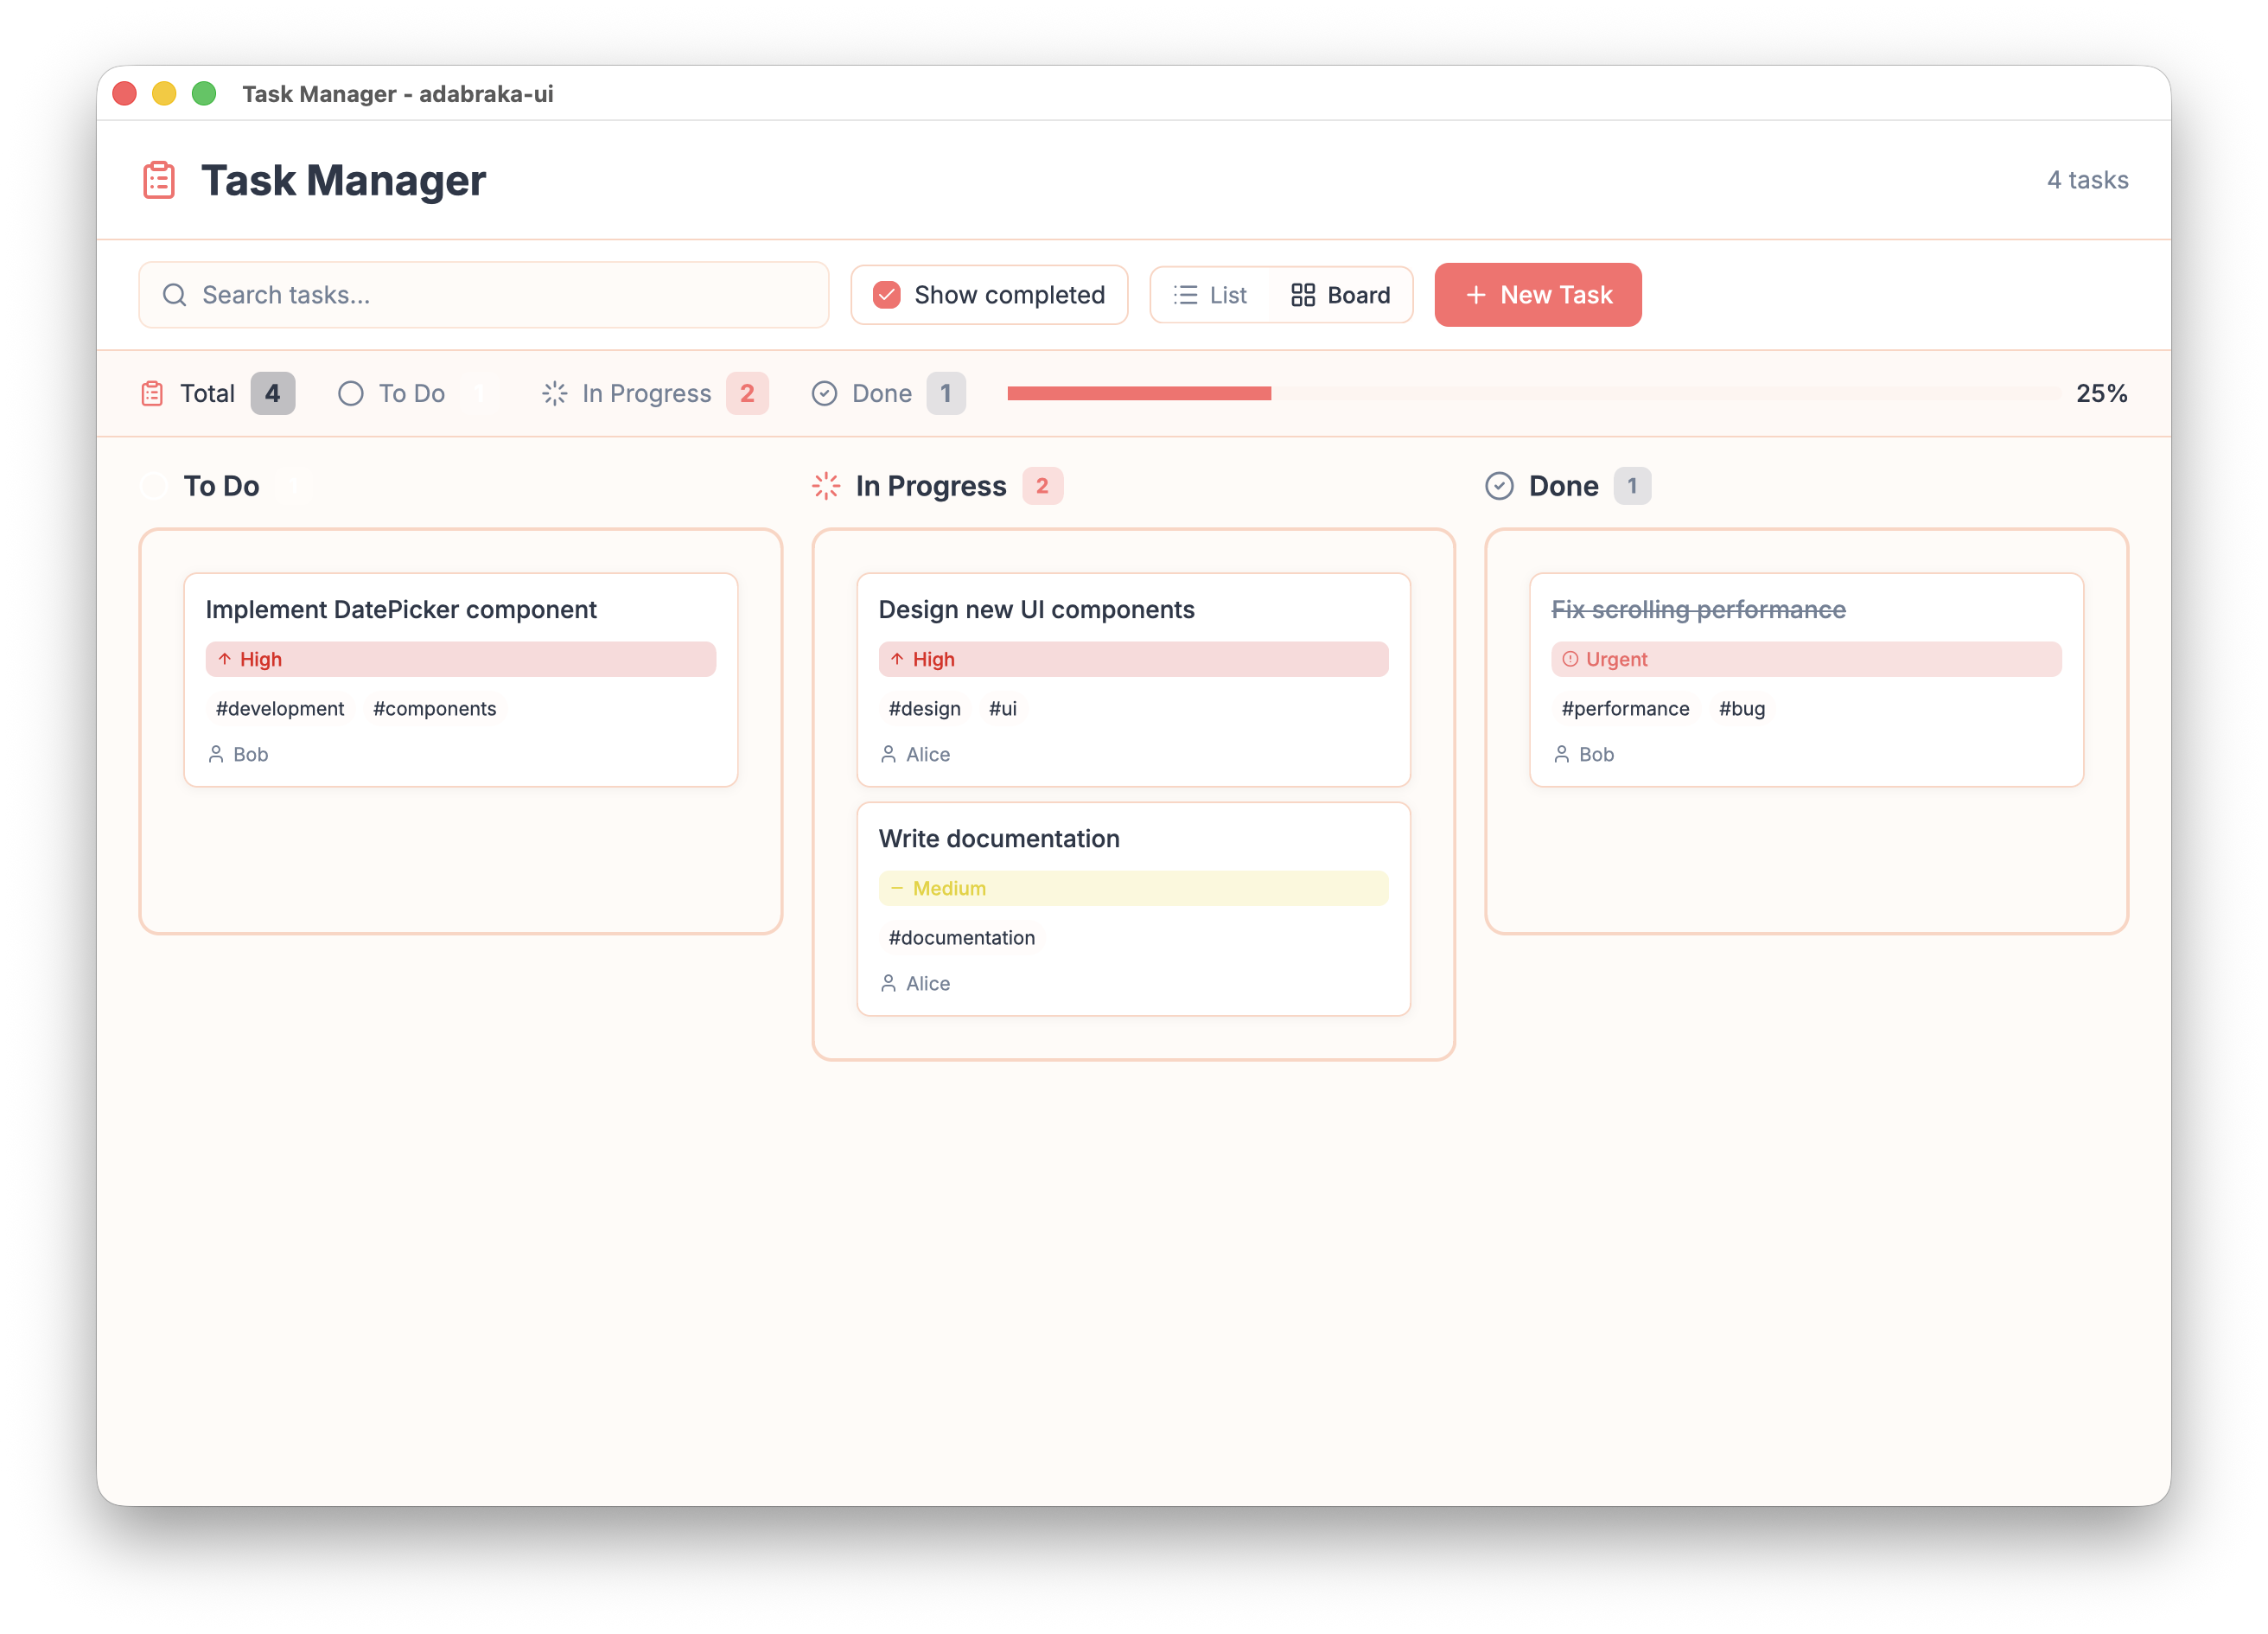 Task Manager - adabraka-ui
Task Manager
4 tasks
Search tasks...
Show completed
List
Board
New Task
Total 4
To Do 1
In Progress 2
Done 1
25%
To Do
In Progress 2
Done 1
Implement DatePicker component
High
#development #components
Bob
Design new UI components
High
#design #ui
Alice
Write documentation
Medium
#documentation
Alice
Fix scrolling performance
Urgent
#performance #bug
Bob